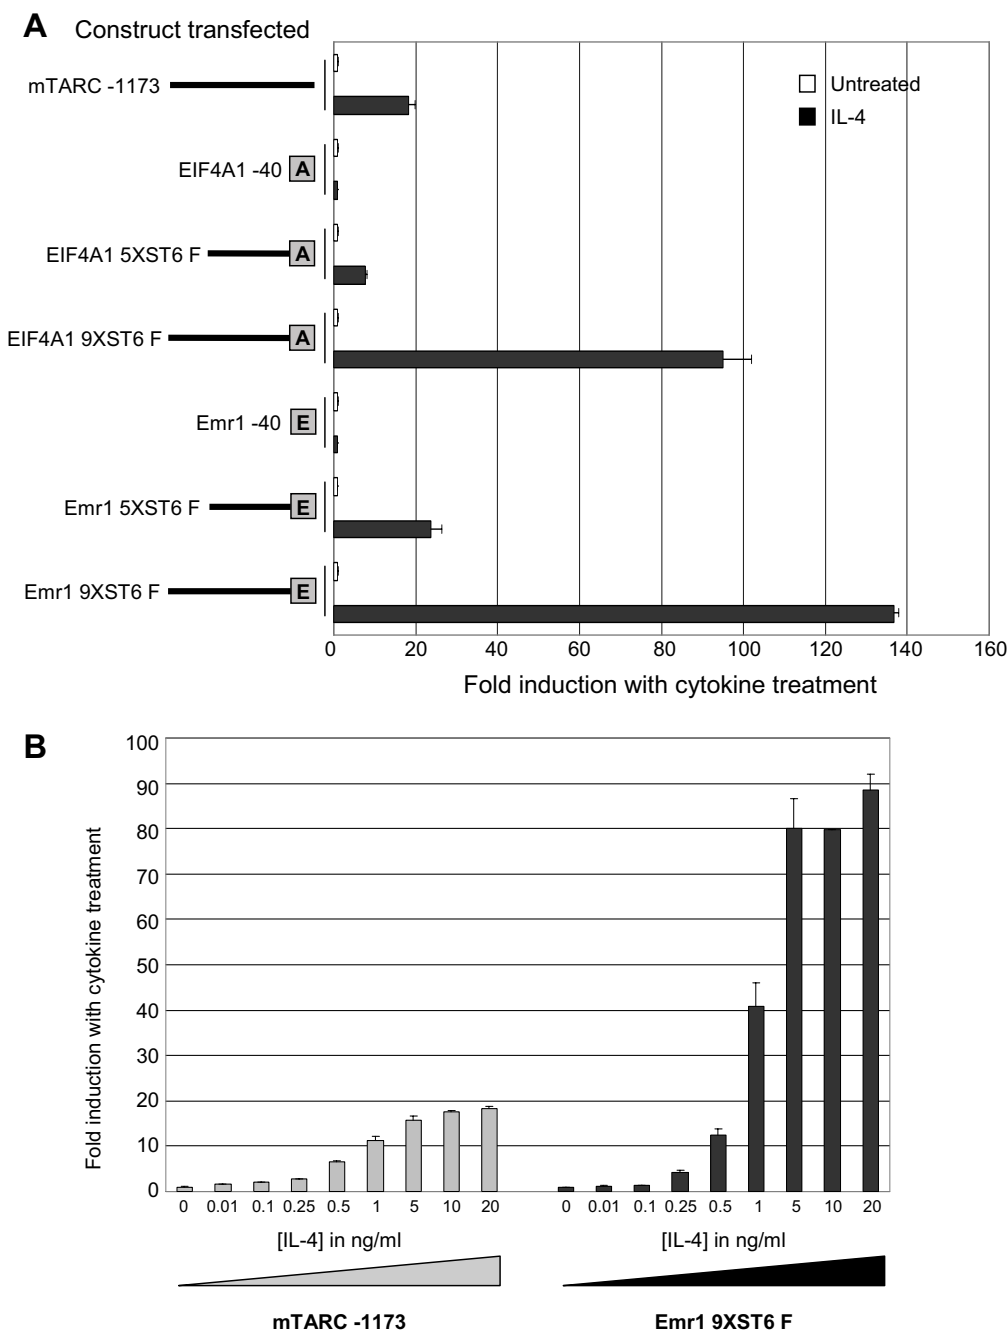 A Construct transfected
mTARC -1173
Untreated
IL-4
EIF4A1 -40 A
EIF4A1 5XST6 F A
EIF4A1 9XST6 F A
Emr1 -40 E
Emr1 5XST6 F E
Emr1 9XST6 F E
0 20 40 60 80 100 120 140 160
Fold induction with cytokine treatment
B
Fold induction with cytokine treatment
100
90
80
70
60
50
40
30
20
10
0
0 0.01 0.1 0.25 0.5 1 5 10 20 0 0.01 0.1 0.25 0.5 1 5 10 20
[IL-4] in ng/ml [IL-4] in ng/ml
mTARC -1173 Emr1 9XST6 F